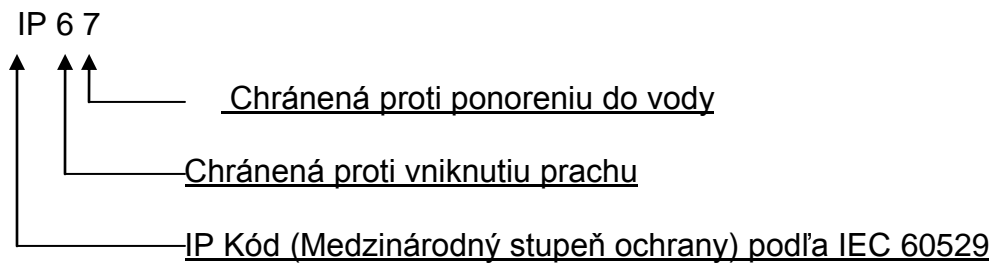 IP 6 7
Chránená proti ponoreniu do vody
Chránená proti vniknutiu prachu
IP Kód (Medzinárodný stupeň ochrany) podľa IEC 60529